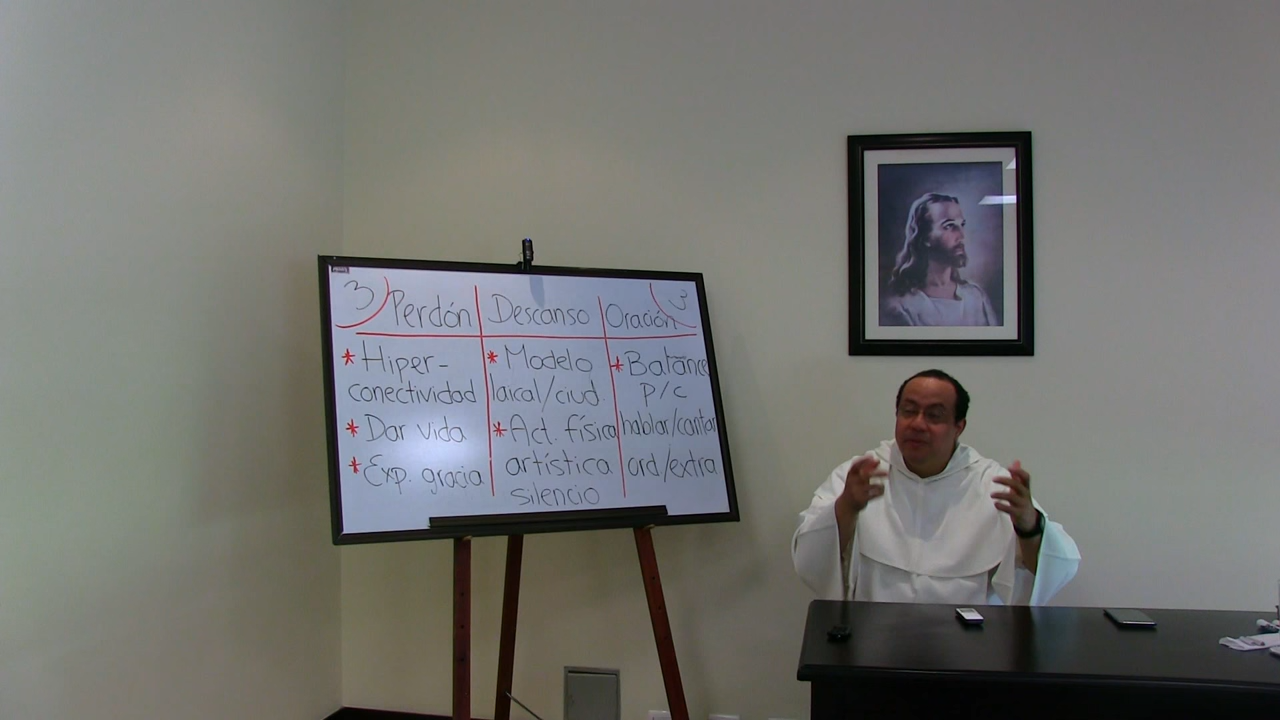 3 Perdón Descanso Oración 3
* Hiper-
conectividad
* Dar vida
* Exp. gracia
* Modelo
laical/ciud.
* Act. física
artística
silencio
* Balance
p/c
hablar/cantar
ord/extra